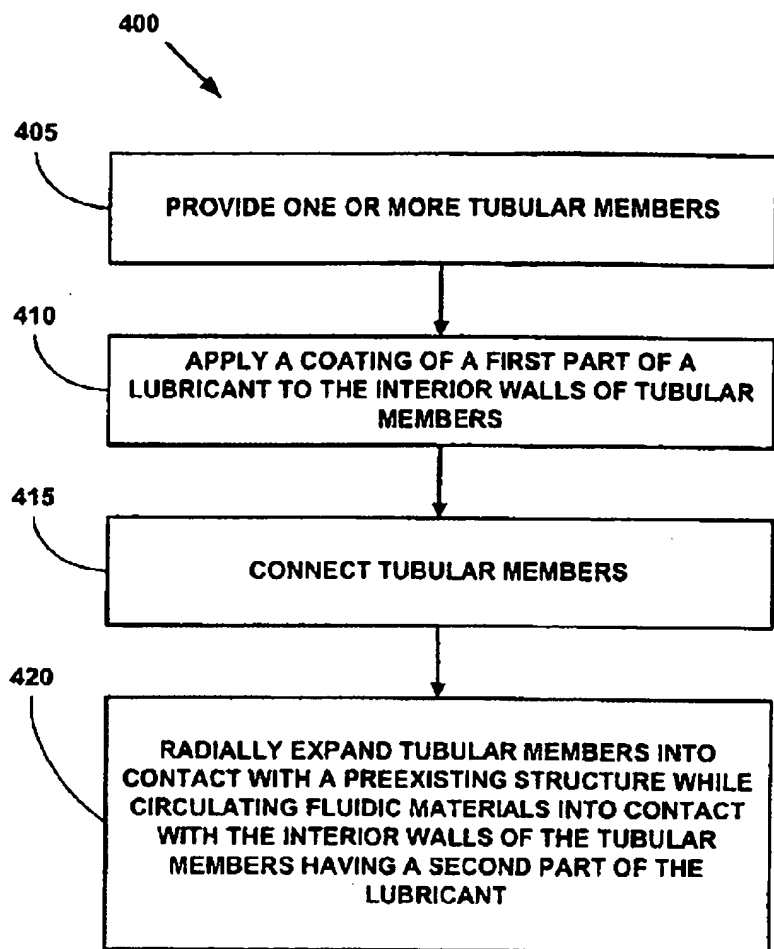 400
405
PROVIDE ONE OR MORE TUBULAR MEMBERS
410
APPLY A COATING OF A FIRST PART OF A
LUBRICANT TO THE INTERIOR WALLS OF TUBULAR
MEMBERS
415
CONNECT TUBULAR MEMBERS
420
RADIALLY EXPAND TUBULAR MEMBERS INTO
CONTACT WITH A PREEXISTING STRUCTURE WHILE
CIRCULATING FLUIDIC MATERIALS INTO CONTACT
WITH THE INTERIOR WALLS OF THE TUBULAR
MEMBERS HAVING A SECOND PART OF THE
LUBRICANT